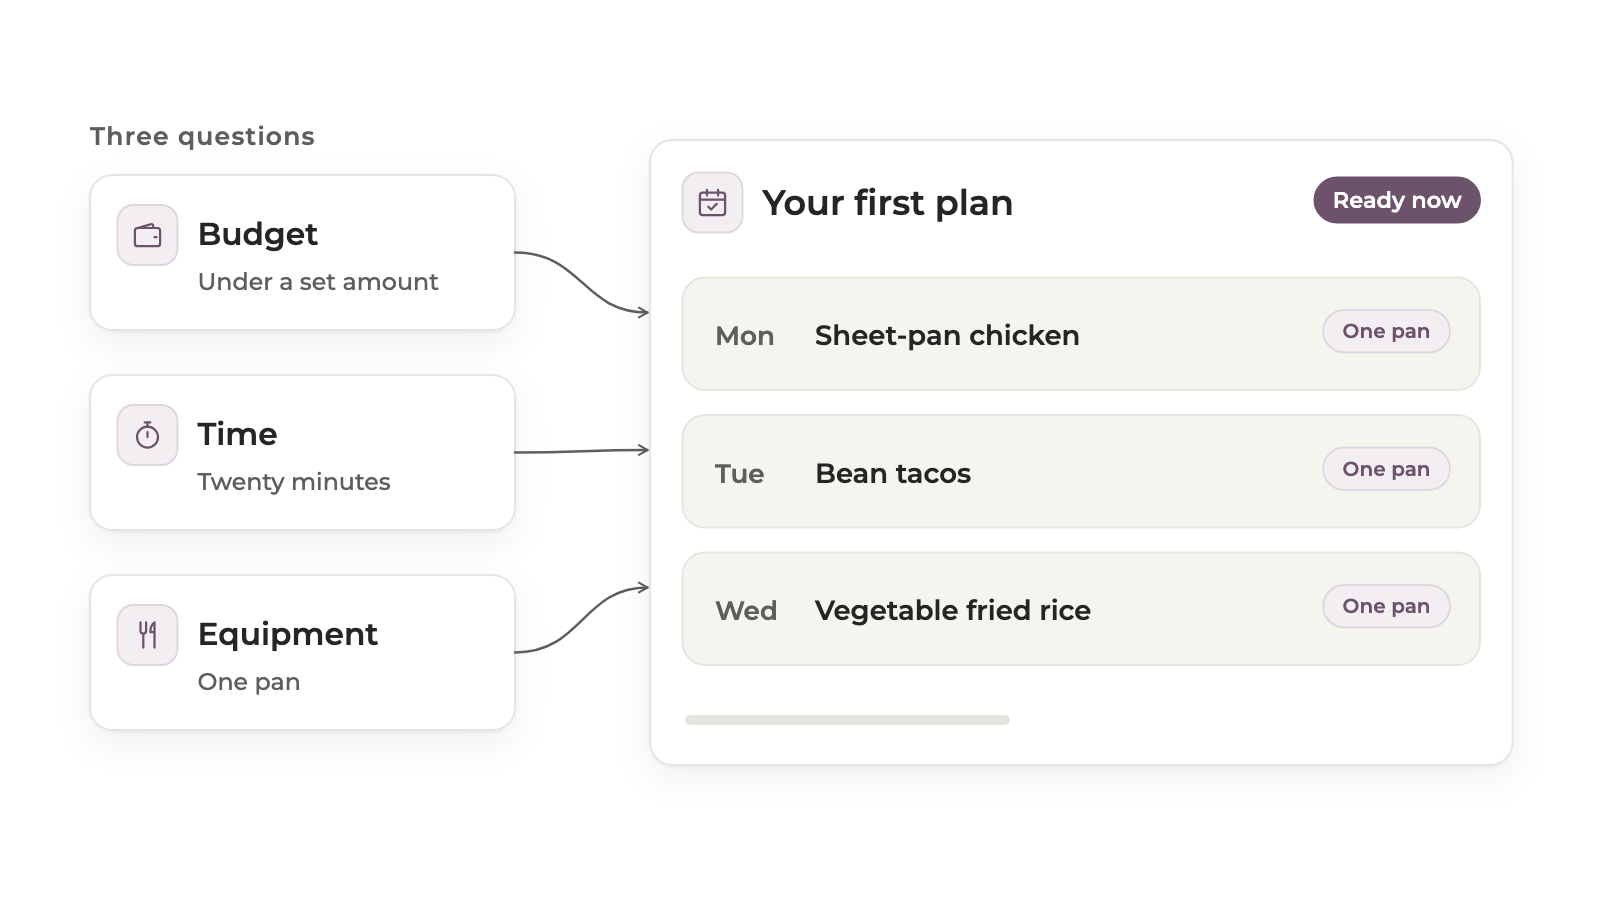 Three questions
Budget
Under a set amount
Time
Twenty minutes
Equipment
One pan
Your first plan
Ready now
Mon Sheet-pan chicken One pan
Tue Bean tacos One pan
Wed Vegetable fried rice One pan